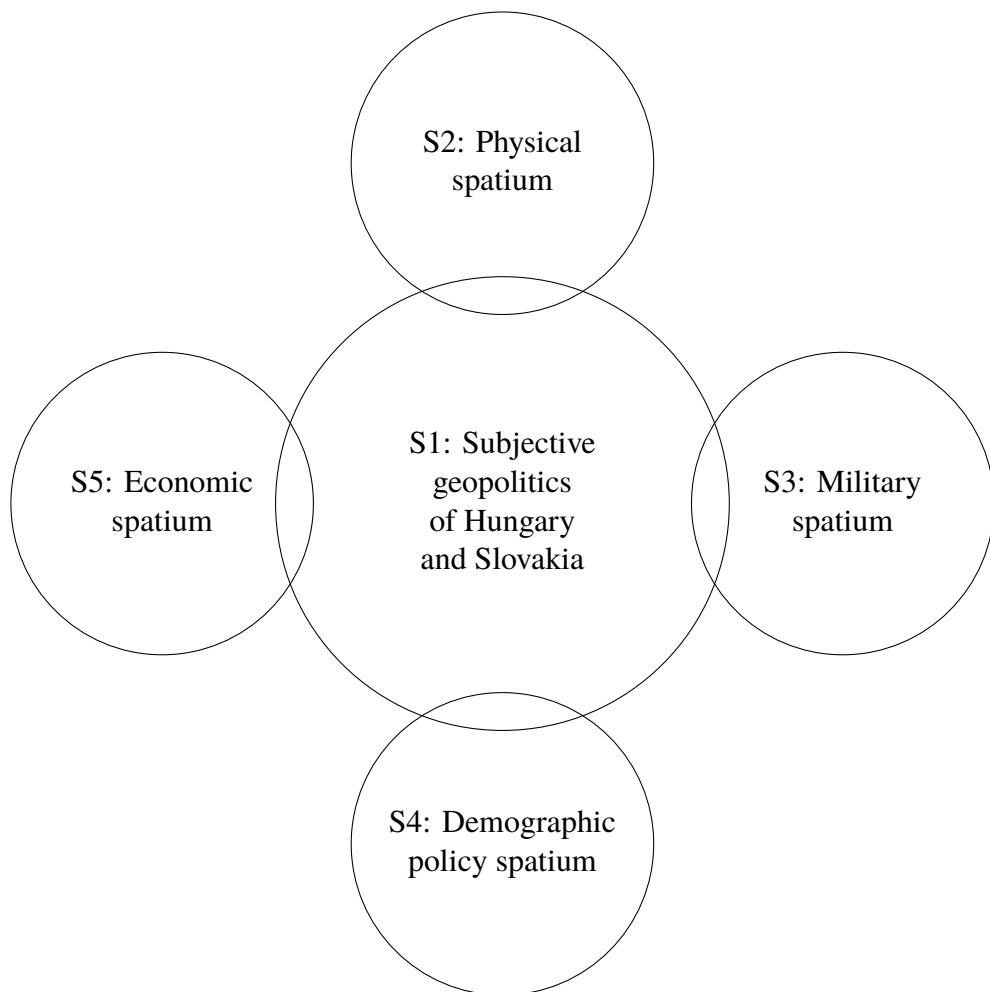 S2: Physical
spatium
S1: Subjective
geopolitics
of Hungary
and Slovakia
S5: Economic
spatium
S3: Military
spatium
S4: Demographic
policy spatium